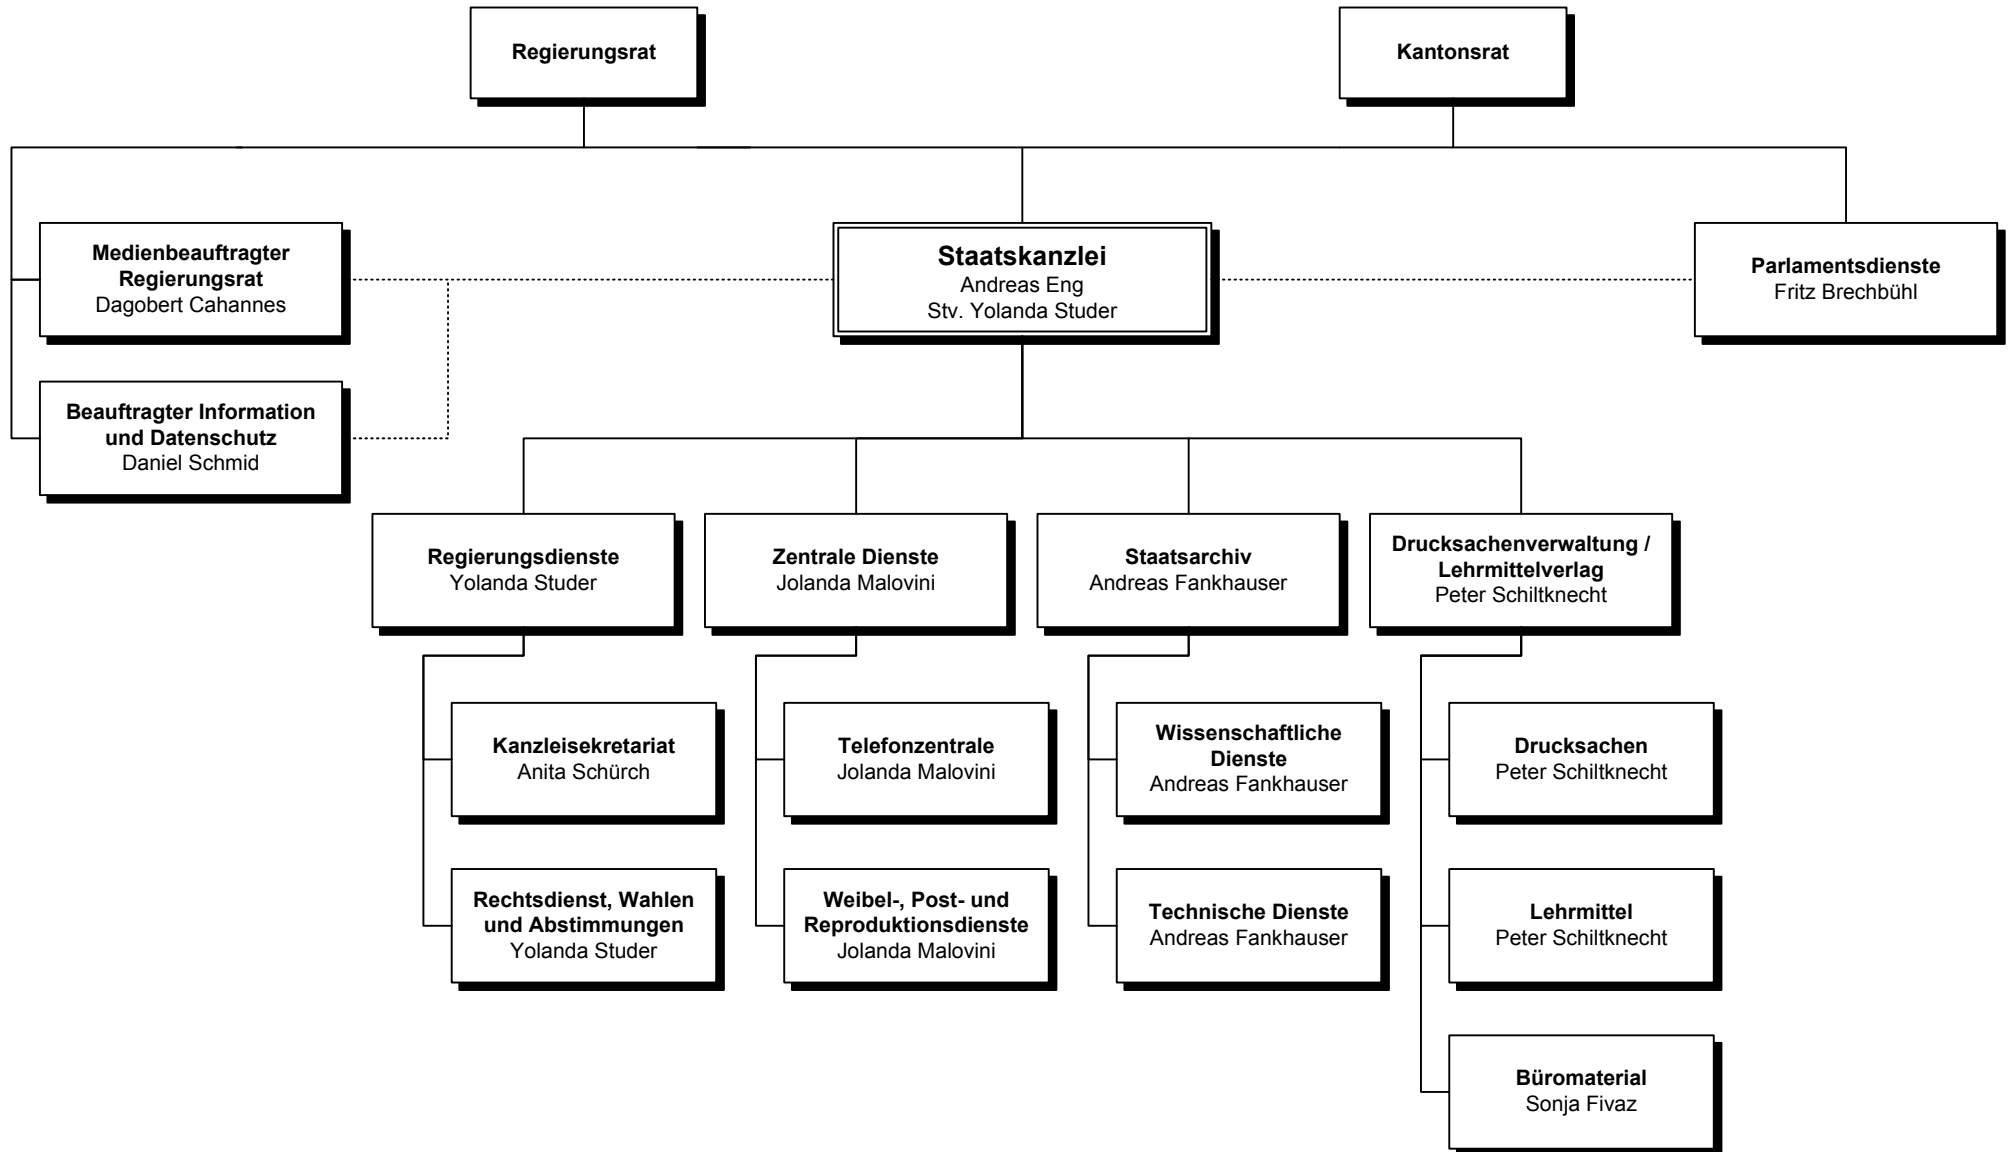 Regierungsrat
Kantonsrat
Medienbeauftragter
Regierungsrat
Dagobert Cahannes
Staatskanzlei
Andreas Eng
Stv. Yolanda Studer
Parlamentsdienste
Fritz Brechbühl
Beauftragter Information
und Datenschutz
Daniel Schmid
Regierungsdienste
Yolanda Studer
Zentrale Dienste
Jolanda Malovini
Staatsarchiv
Andreas Fankhauser
Drucksachenverwaltung /
Lehrmittelverlag
Peter Schiltknecht
Kanzleisekretariat
Anita Schürch
Telefonzentrale
Jolanda Malovini
Wissenschaftliche
Dienste
Andreas Fankhauser
Drucksachen
Peter Schiltknecht
Rechtsdienst, Wahlen
und Abstimmungen
Yolanda Studer
Weibel-, Post- und
Reproduktionsdienste
Jolanda Malovini
Technische Dienste
Andreas Fankhauser
Lehrmittel
Peter Schiltknecht
Büromaterial
Sonja Fivaz